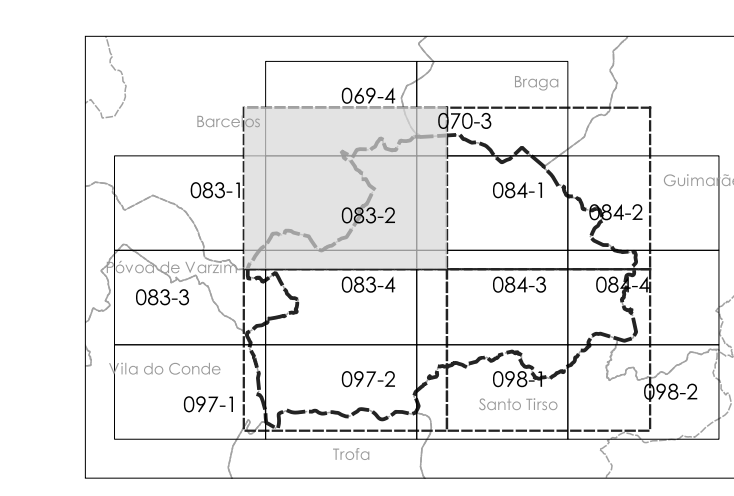 Braga
069-4
Barcelos
070-3
Guimarã
083-1
084-1
083-2
084-2
Póvoa de Varzim
083-4
084-3
084-4
083-3
Vila do Conde
097-2
098-1
098-2
097-1
Santo Tirso
Trofa